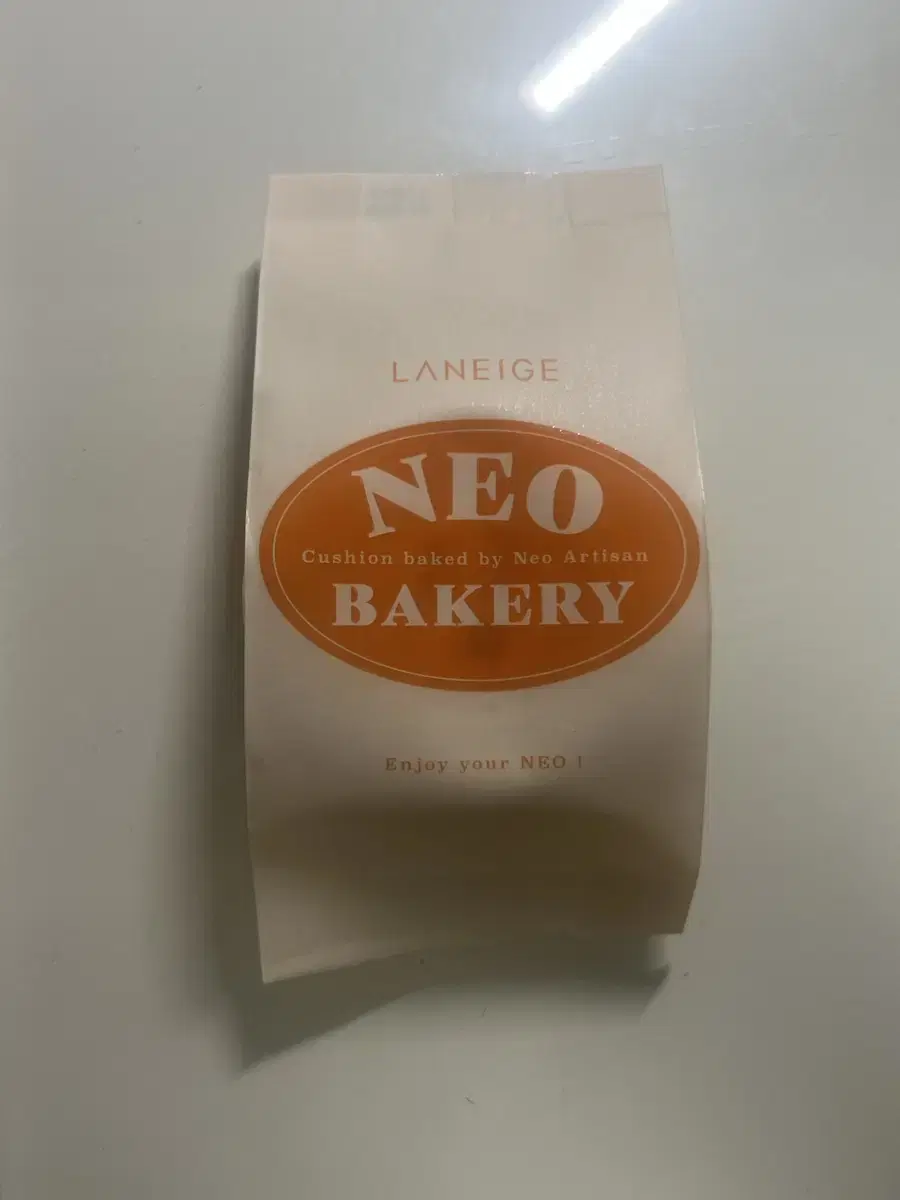 LANEIGE
NEO
Cushion baked by Neo Artisan
BAKERY
Enjoy your NEO !